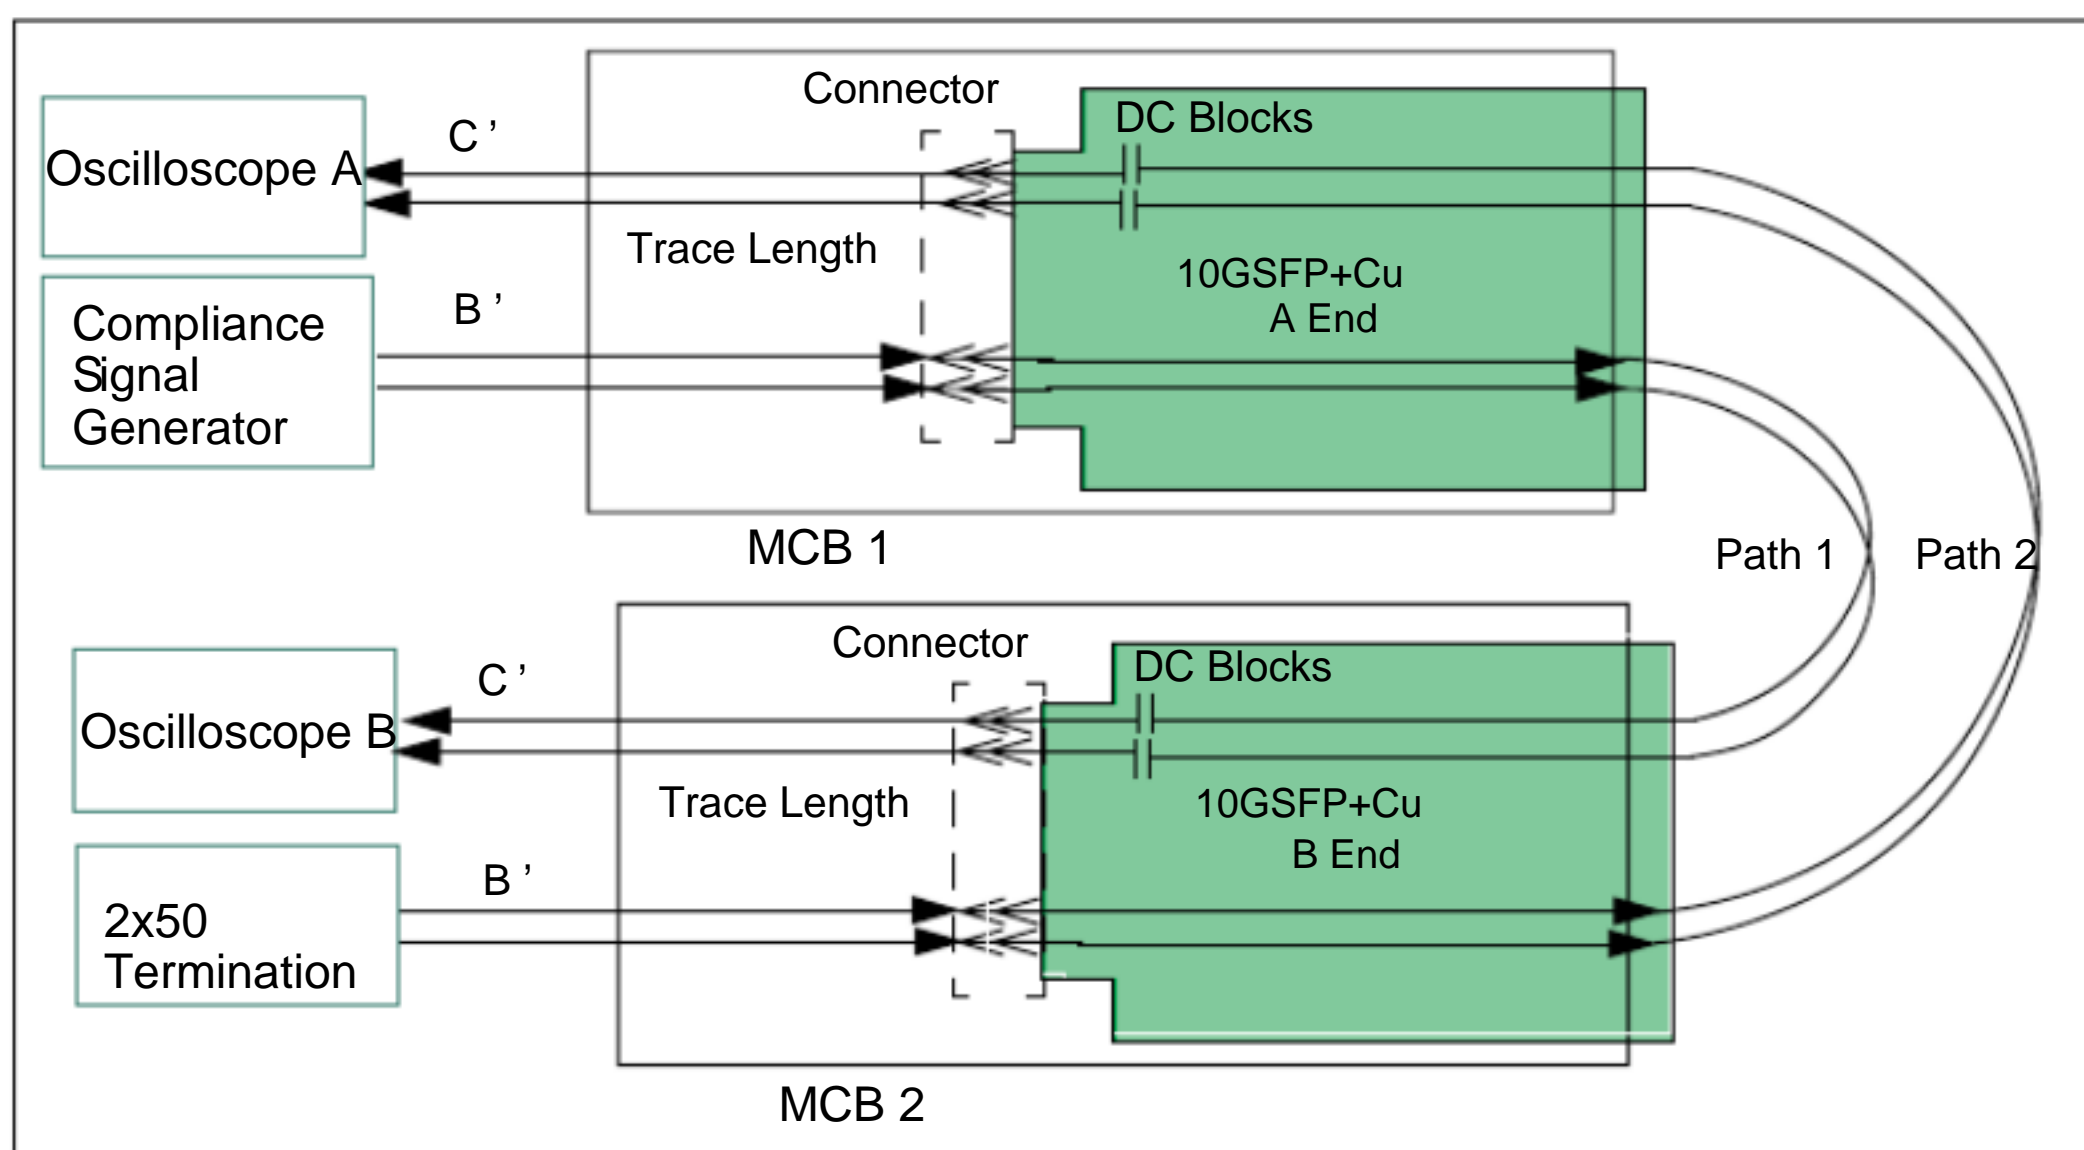 Connector
DC Blocks
C ’
Oscilloscope A
Trace Length
10GSFP+Cu
A End
B ’
Compliance
Signal
Generator
MCB 1
Path 1
Path 2
Connector
DC Blocks
C ’
Oscilloscope B
Trace Length
10GSFP+Cu
B End
B ’
2x50
Termination
MCB 2